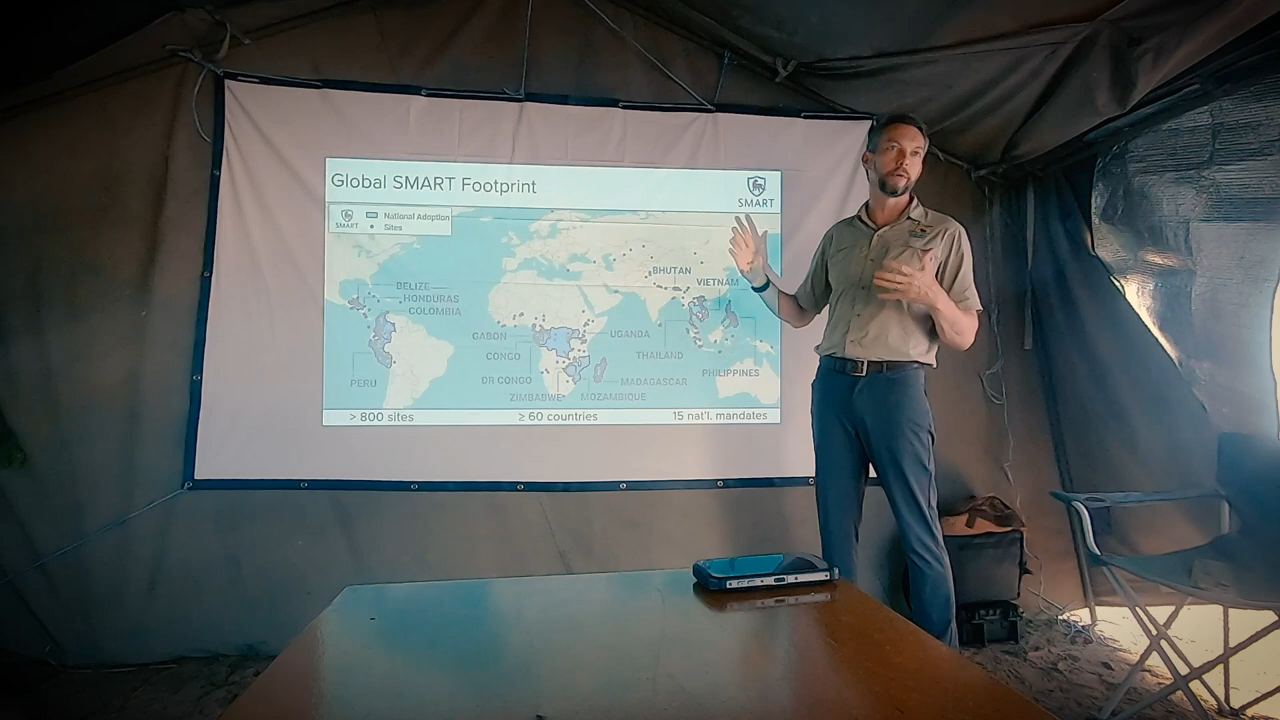 Global SMART Footprint
SMART
SMART
National Adoption
Sites
BHUTAN
VIETNAM
BELIZE
HONDURAS
COLOMBIA
GABON
UGANDA
CONGO
THAILAND
DR CONGO
PERU
MADAGASCAR
PHILIPPINES
ZIMBABWE
MOZAMBIQUE
> 800 sites
≥ 60 countries
15 nat'l. mandates